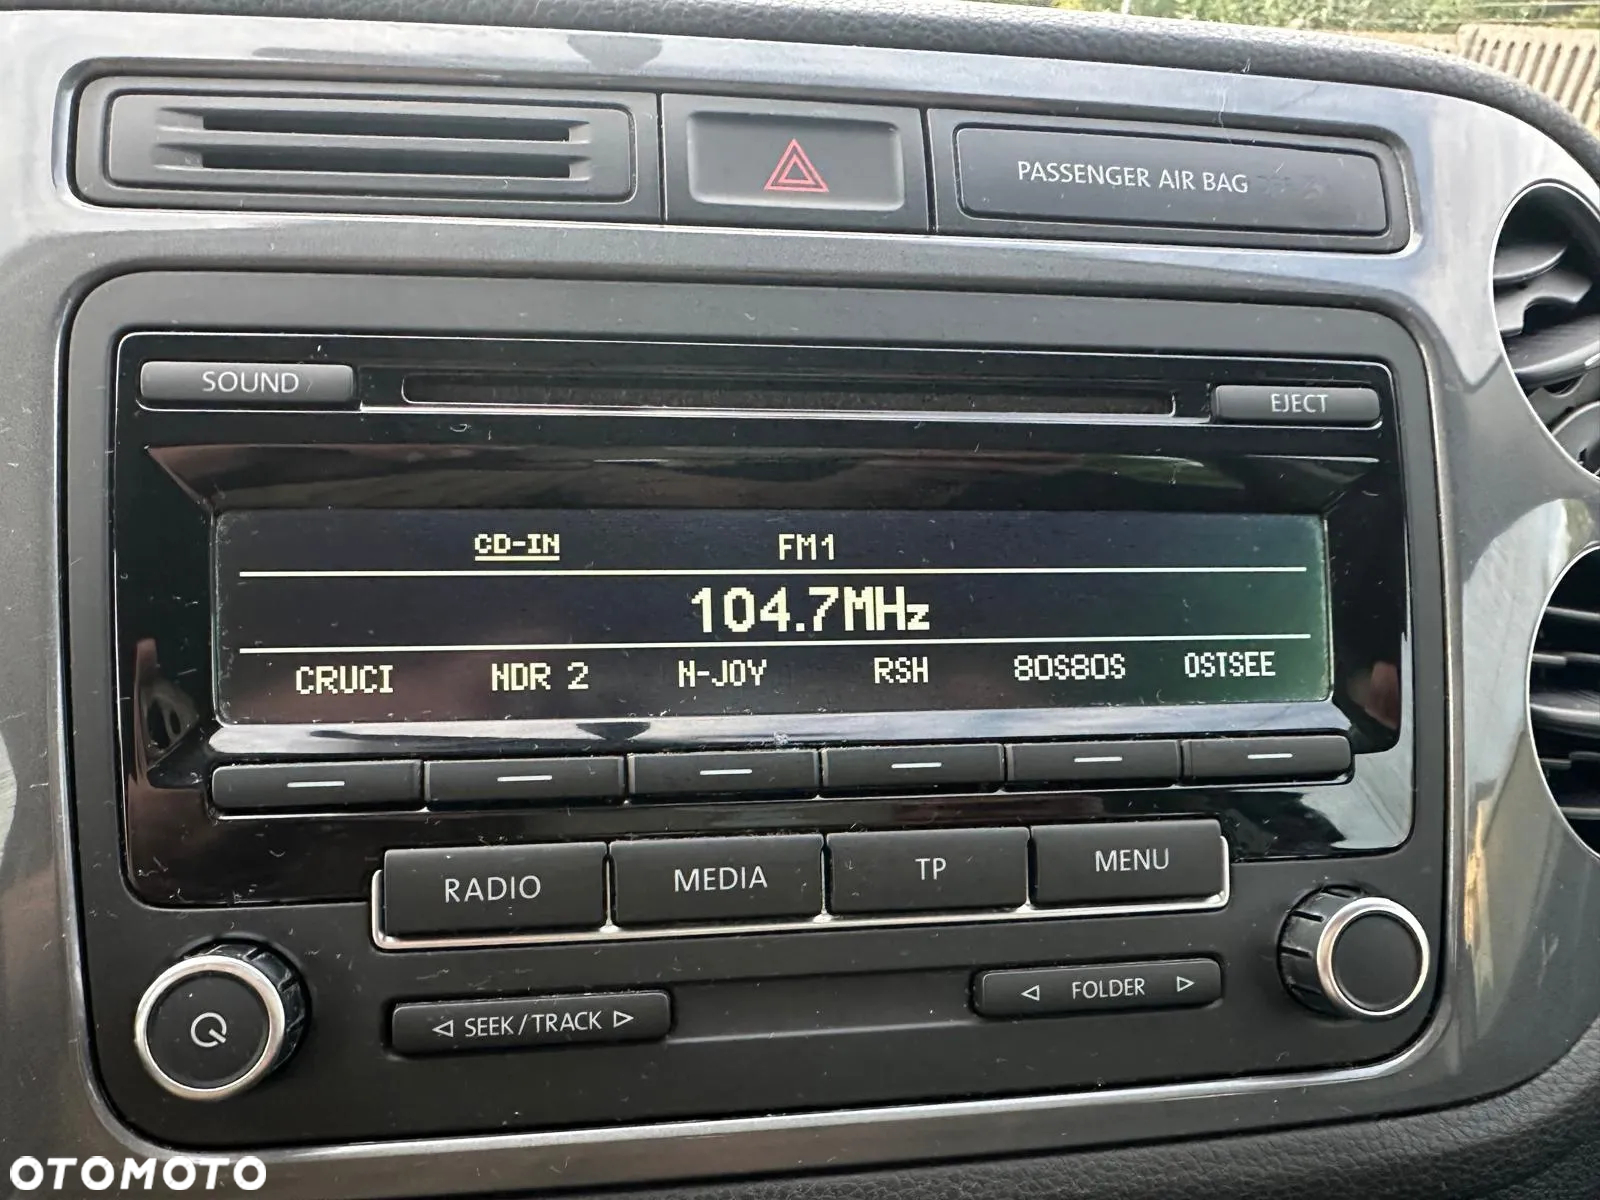 PASSENGER AIR BAG
SOUND
EJECT
CD-IN FM1
104.7MHz
CRUCI NDR 2 N-JOY RSH 80S80S OSTSEE
RADIO MEDIA TP MENU
SEEK/TRACK
FOLDER
OTOMOTO